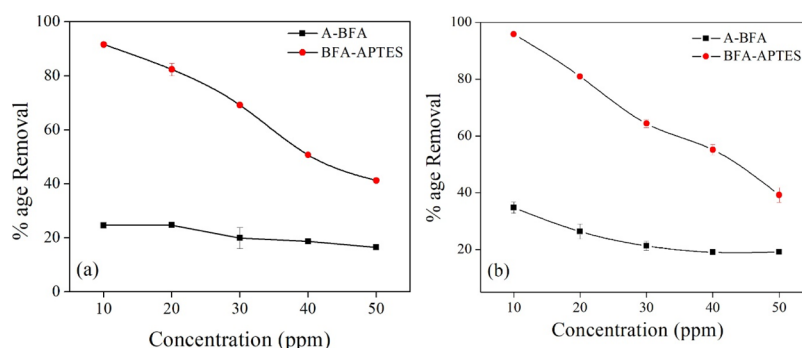 100
80
60
40
20
0
% age Removal
A-BFA
BFA-APTES
(a)
10 20 30 40 50
Concentration (ppm)
100
80
60
40
20
% age Removal
A-BFA
BFA-APTES
(b)
10 20 30 40 50
Concentration (ppm)